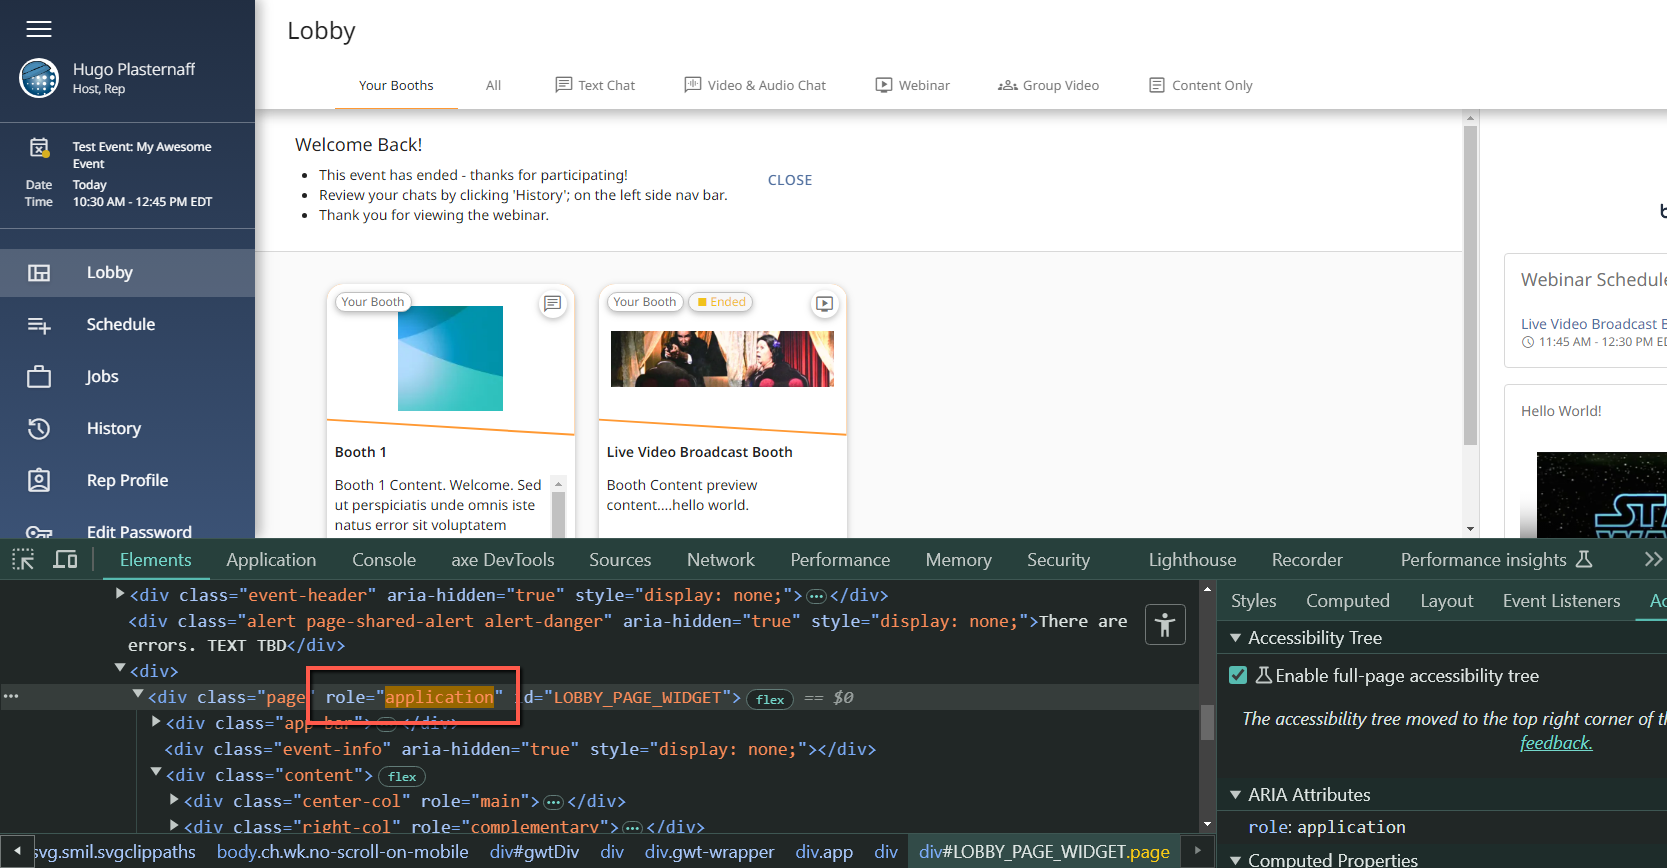 Hugo Plasternaff
Host, Rep
Test Event: My Awesome
Event
Date Today
Time 10:30 AM - 12:45 PM EDT
Lobby
Schedule
Jobs
History
Rep Profile
Edit Password
Lobby
Your Booths All Text Chat Video & Audio Chat Webinar Group Video Content Only
Welcome Back!
This event has ended - thanks for participating!
Review your chats by clicking 'History'; on the left side nav bar.
Thank you for viewing the webinar.
CLOSE
Your Booth
Booth 1
Booth 1 Content. Welcome. Sed
ut perspiciatis unde omnis iste
natus error sit voluptatem
Your Booth Ended
Live Video Broadcast Booth
Booth Content preview
content....hello world.
Webinar Schedule
Live Video Broadcast B
11:45 AM - 12:30 PM ED
Hello World!
STA
Elements Application Console axe DevTools Sources Network Performance Memory Security Lighthouse Recorder Performance insights
<div class="event-header" aria-hidden="true" style="display: none;">…</div>
<div class="alert page-shared-alert alert-danger" aria-hidden="true" style="display: none;">There are
errors. TEXT TBD</div>
<div>
<div class="page" role="application" id="LOBBY_PAGE_WIDGET"> flex == $0
<div class="app-bar">…</div>
<div class="event-info" aria-hidden="true" style="display: none;"></div>
<div class="content"> flex
<div class="center-col" role="main">…</div>
<div class="right-col" role="complementary">…</div>
svg.smil.svgclippaths body.ch.wk.no-scroll-on-mobile div#gwtDiv div div.gwt-wrapper div.app div div#LOBBY_PAGE_WIDGET.page
Styles Computed Layout Event Listeners Ac
Accessibility Tree
Enable full-page accessibility tree
The accessibility tree moved to the top right corner of th
feedback.
ARIA Attributes
role: application
Computed Properties